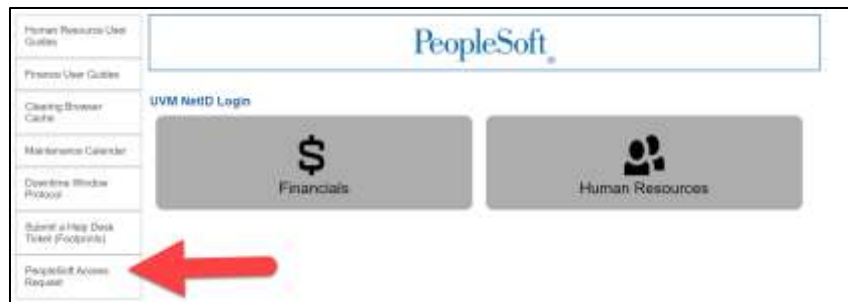 Human Resource User
Guides
Finance User Guides
Clearing Browser
Cache
Maintenance Calendar
Downtime Window
Protocol
Submit a Help Desk
Ticket (Footprints)
PeopleSoft Access
Request
PeopleSoft®
UVM NetID Login
Financials
Human Resources